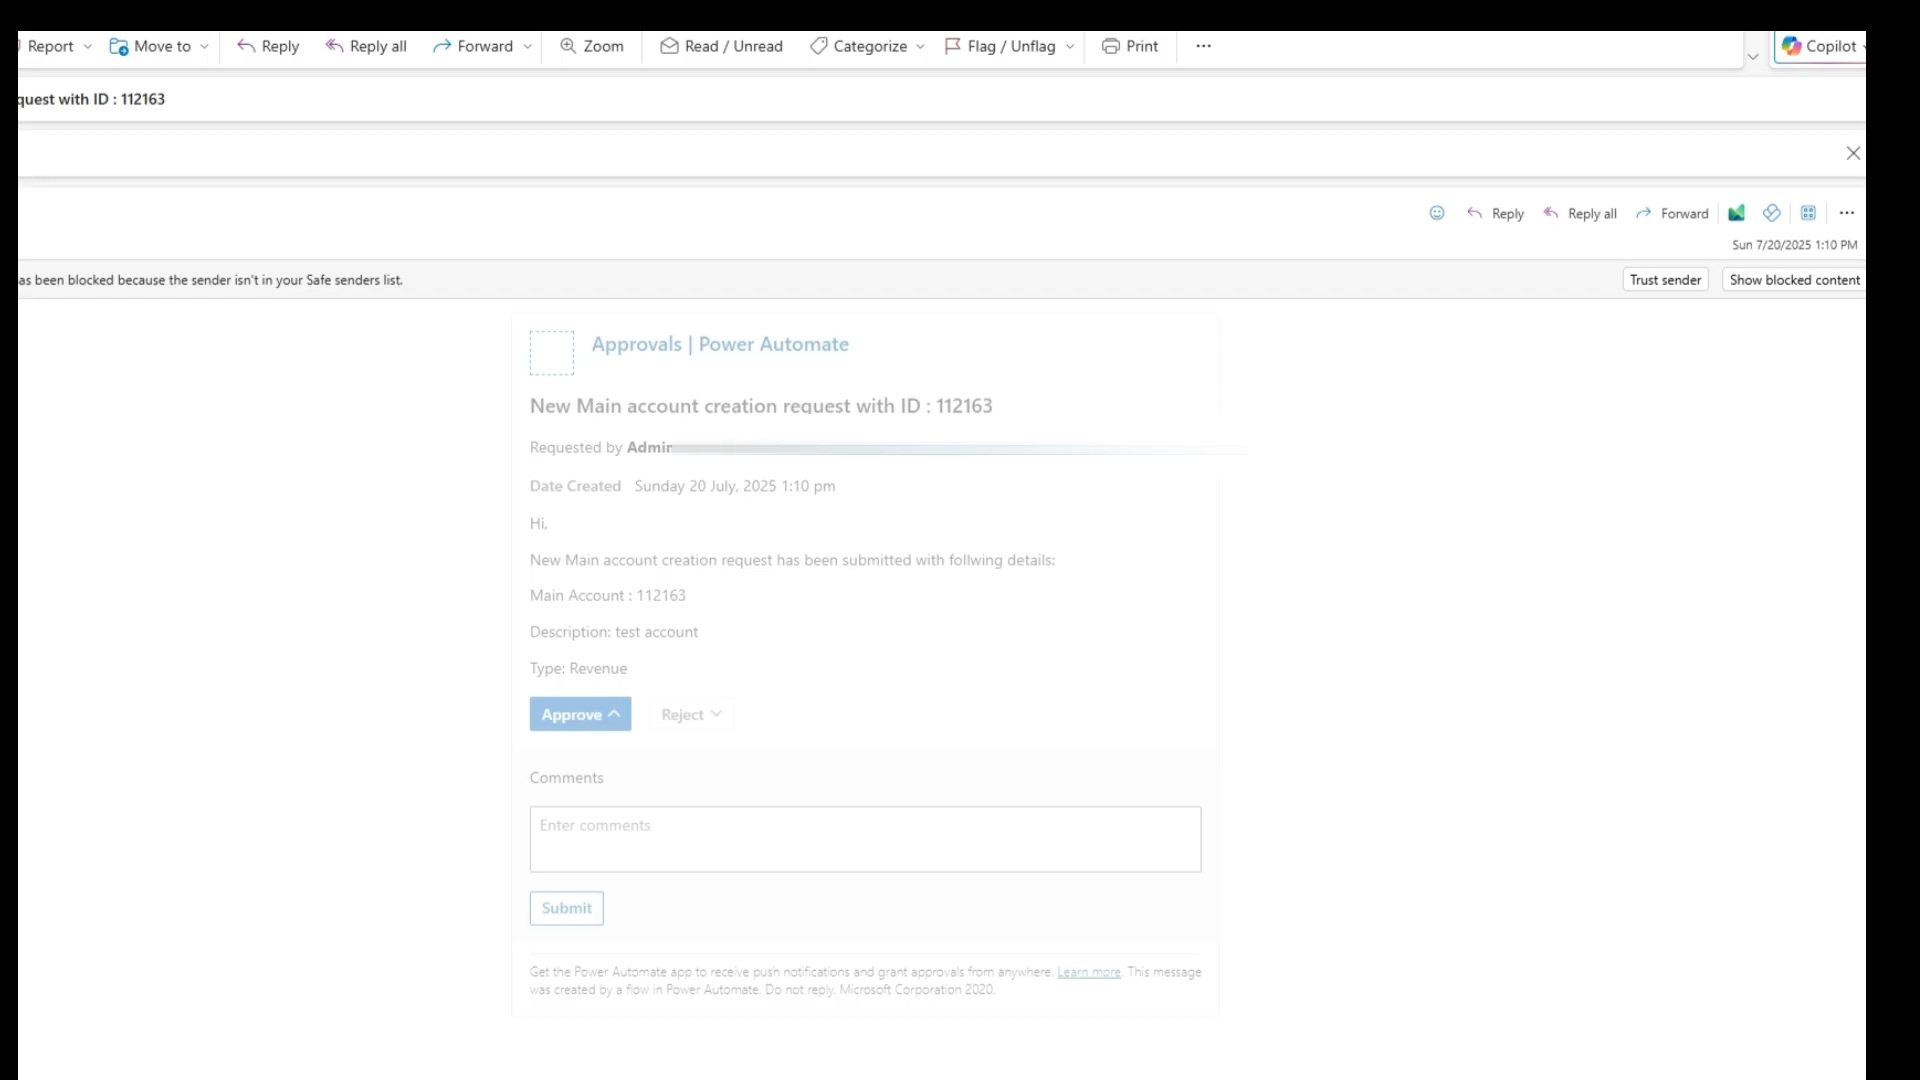 Report Move to Reply Reply all Forward Zoom Read / Unread Categorize Flag / Unflag Print ... Copilot
quest with ID : 112163
Reply Reply all Forward ...
Sun 7/20/2025 1:10 PM
as been blocked because the sender isn't in your Safe senders list. Trust sender Show blocked content
Approvals | Power Automate
New Main account creation request with ID : 112163
Requested by Admin
Date Created Sunday 20 July, 2025 1:10 pm
Hi,
New Main account creation request has been submitted with follwing details:
Main Account : 112163
Description: test account
Type: Revenue
Approve Reject
Comments
Enter comments
Submit
Get the Power Automate app to receive push notifications and grant approvals from anywhere. Learn more. This message
was created by a flow in Power Automate. Do not reply. Microsoft Corporation 2020.